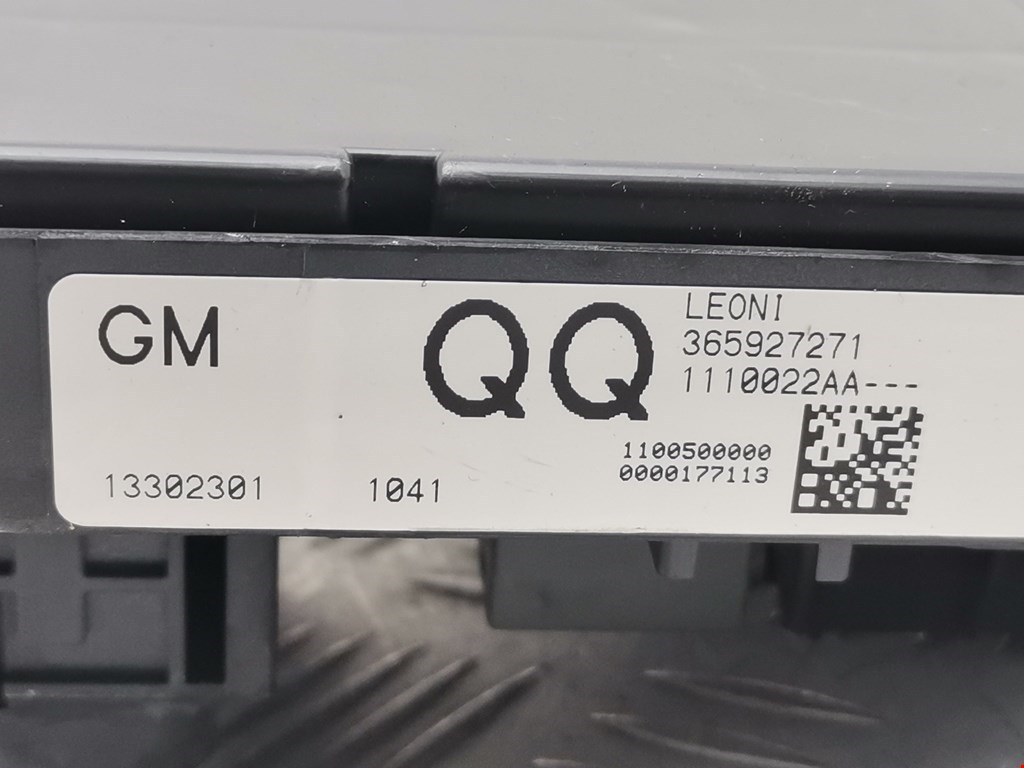 GM
QQ
LEONI
365927271
1110022AA---
1100500000
0000177113
13302301
1041